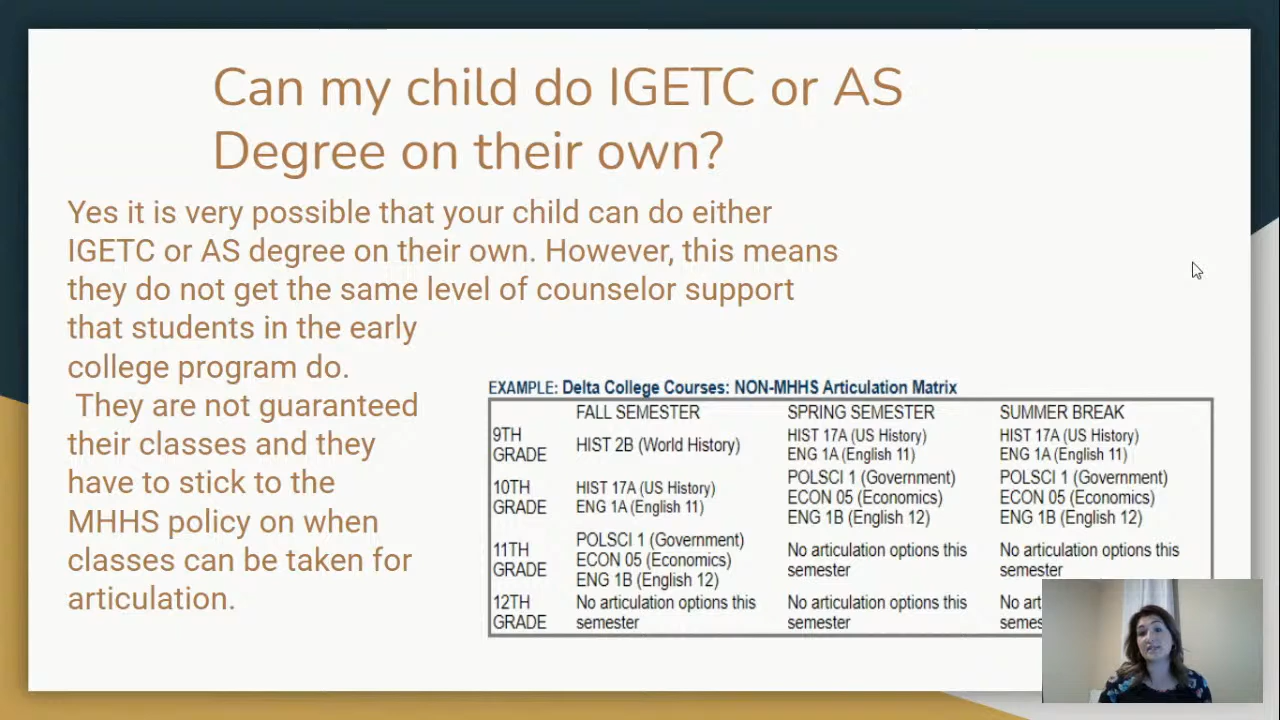 Can my child do IGETC or AS
Degree on their own?
Yes it is very possible that your child can do either
IGETC or AS degree on their own. However, this means
they do not get the same level of counselor support
that students in the early
college program do.
They are not guaranteed
their classes and they
have to stick to the
MHHS policy on when
classes can be taken for
articulation.
EXAMPLE: Delta College Courses: NON-MHHS Articulation Matrix
FALL SEMESTER SPRING SEMESTER SUMMER BREAK
9TH GRADE
HIST 2B (World History)
HIST 17A (US History)
ENG 1A (English 11)
HIST 17A (US History)
ENG 1A (English 11)
10TH GRADE
HIST 17A (US History)
ENG 1A (English 11)
POLSCI 1 (Government)
ECON 05 (Economics)
ENG 1B (English 12)
POLSCI 1 (Government)
ECON 05 (Economics)
ENG 1B (English 12)
11TH GRADE
POLSCI 1 (Government)
ECON 05 (Economics)
ENG 1B (English 12)
No articulation options this
semester
No articulation options this
semester
12TH GRADE
No articulation options this
semester
No articulation options this
semester
No